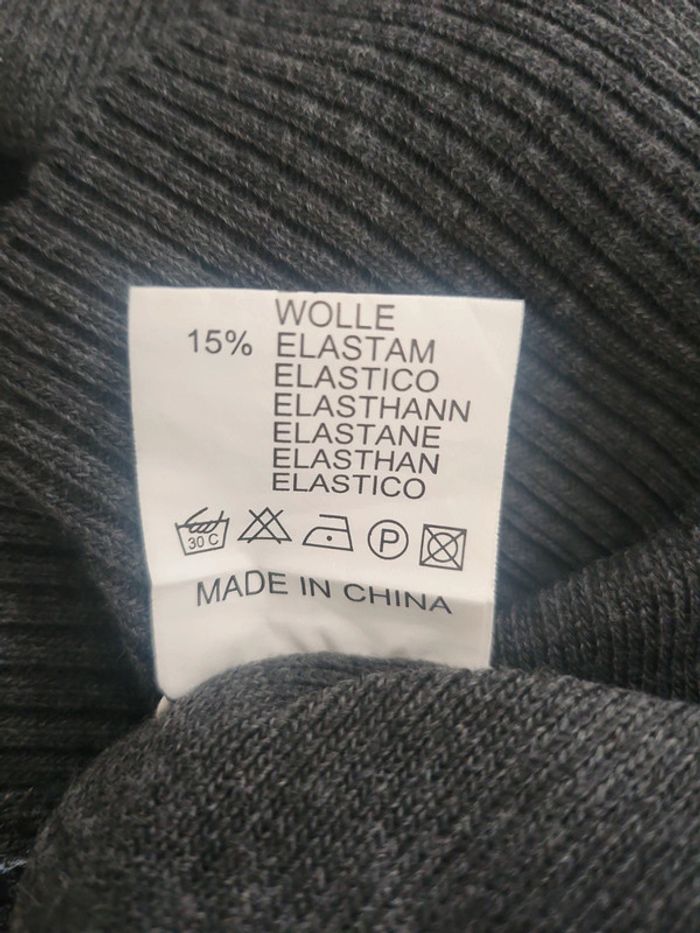 WOLLE
15% ELASTAM
ELASTICO
ELASTHANN
ELASTANE
ELASTHAN
ELASTICO
30 C P
MADE IN CHINA